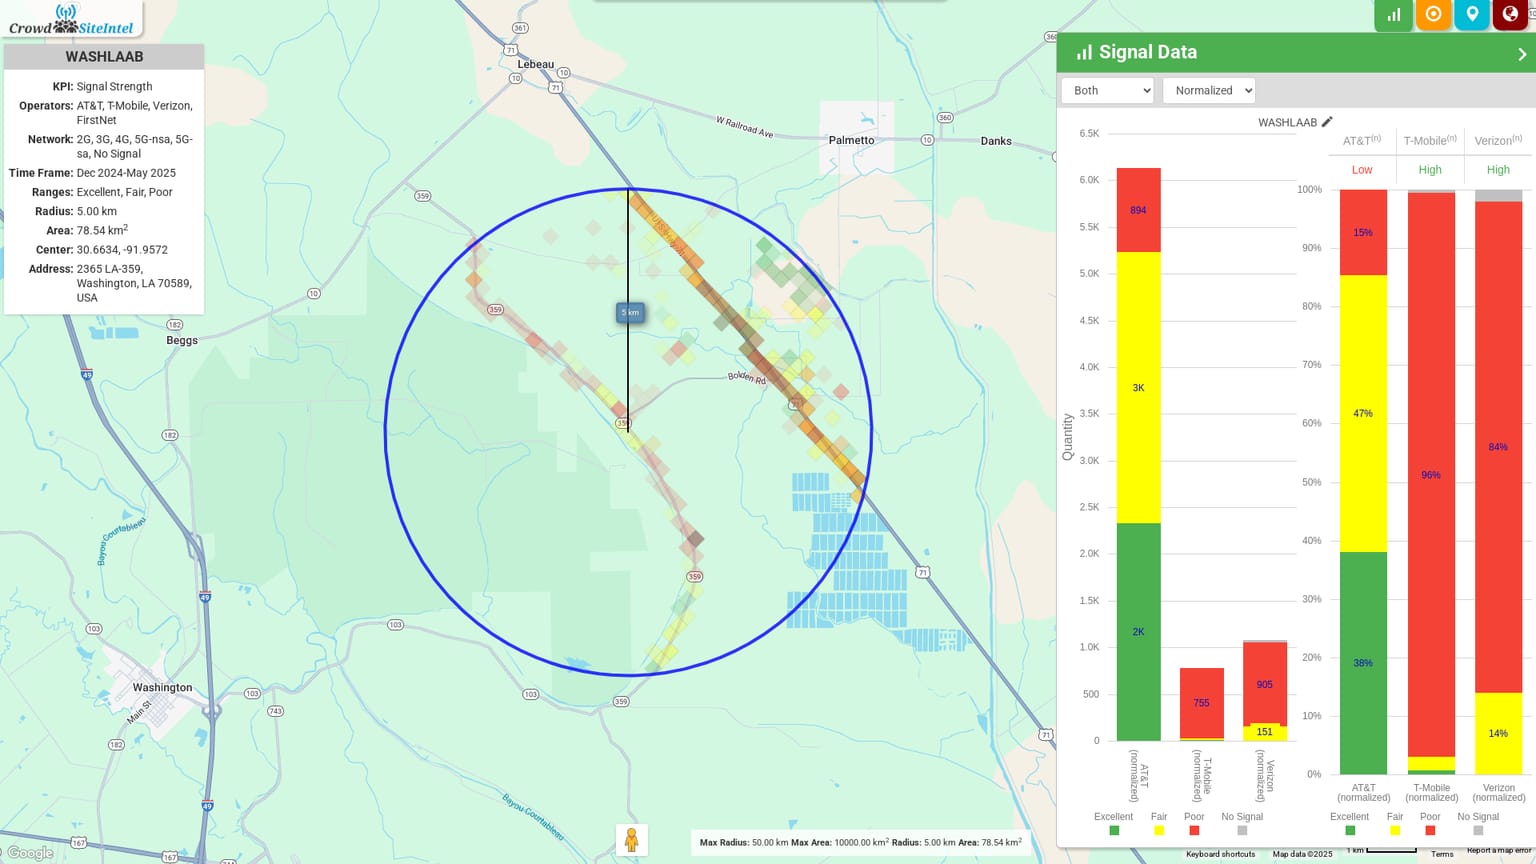 CrowdSiteIntel
WASHLAAB
KPI: Signal Strength
Operators: AT&T, T-Mobile, Verizon,
FirstNet
Network: 2G, 3G, 4G, 5G-nsa, 5G-
sa, No Signal
Time Frame: Dec 2024-May 2025
Ranges: Excellent, Fair, Poor
Radius: 5.00 km
Area: 78.54 km²
Center: 30.6634, -91.9572
Address: 2365 LA-359,
Washington, LA 70589,
USA
361
71
Lebeau
10
10
71
360
W Railroad Ave
360
Palmetto
10
Danks
359
10
359
182
Beggs
5 km
49
Bolden Rd
71
359
182
Bayou Courtableau
359
71
49
103
103
Washington
Main St
103
743
103
359
182
71
49
Bayou Courtableau
167
167
Google
Max Radius: 50.00 km Max Area: 10000.00 km² Radius: 5.00 km Area: 78.54 km²
Signal Data
Both
Normalized
WASHLAAB
6.5K
6.0K
5.5K
5.0K
4.5K
4.0K
3.5K
3.0K
2.5K
2.0K
1.5K
1.0K
500
0
Quantity
894
3K
2K
755
905
151
AT&T
(normalized)
T-Mobile
(normalized)
Verizon
(normalized)
Excellent
Fair
Poor
No Signal
AT&T(n)
T-Mobile(n)
Verizon(n)
Low
High
High
100%
90%
80%
70%
60%
50%
40%
30%
20%
10%
0%
15%
47%
38%
96%
84%
14%
AT&T
(normalized)
T-Mobile
(normalized)
Verizon
(normalized)
Excellent
Fair
Poor
No Signal
Keyboard shortcuts
Map data ©2025
1 km
Terms
Report a map error